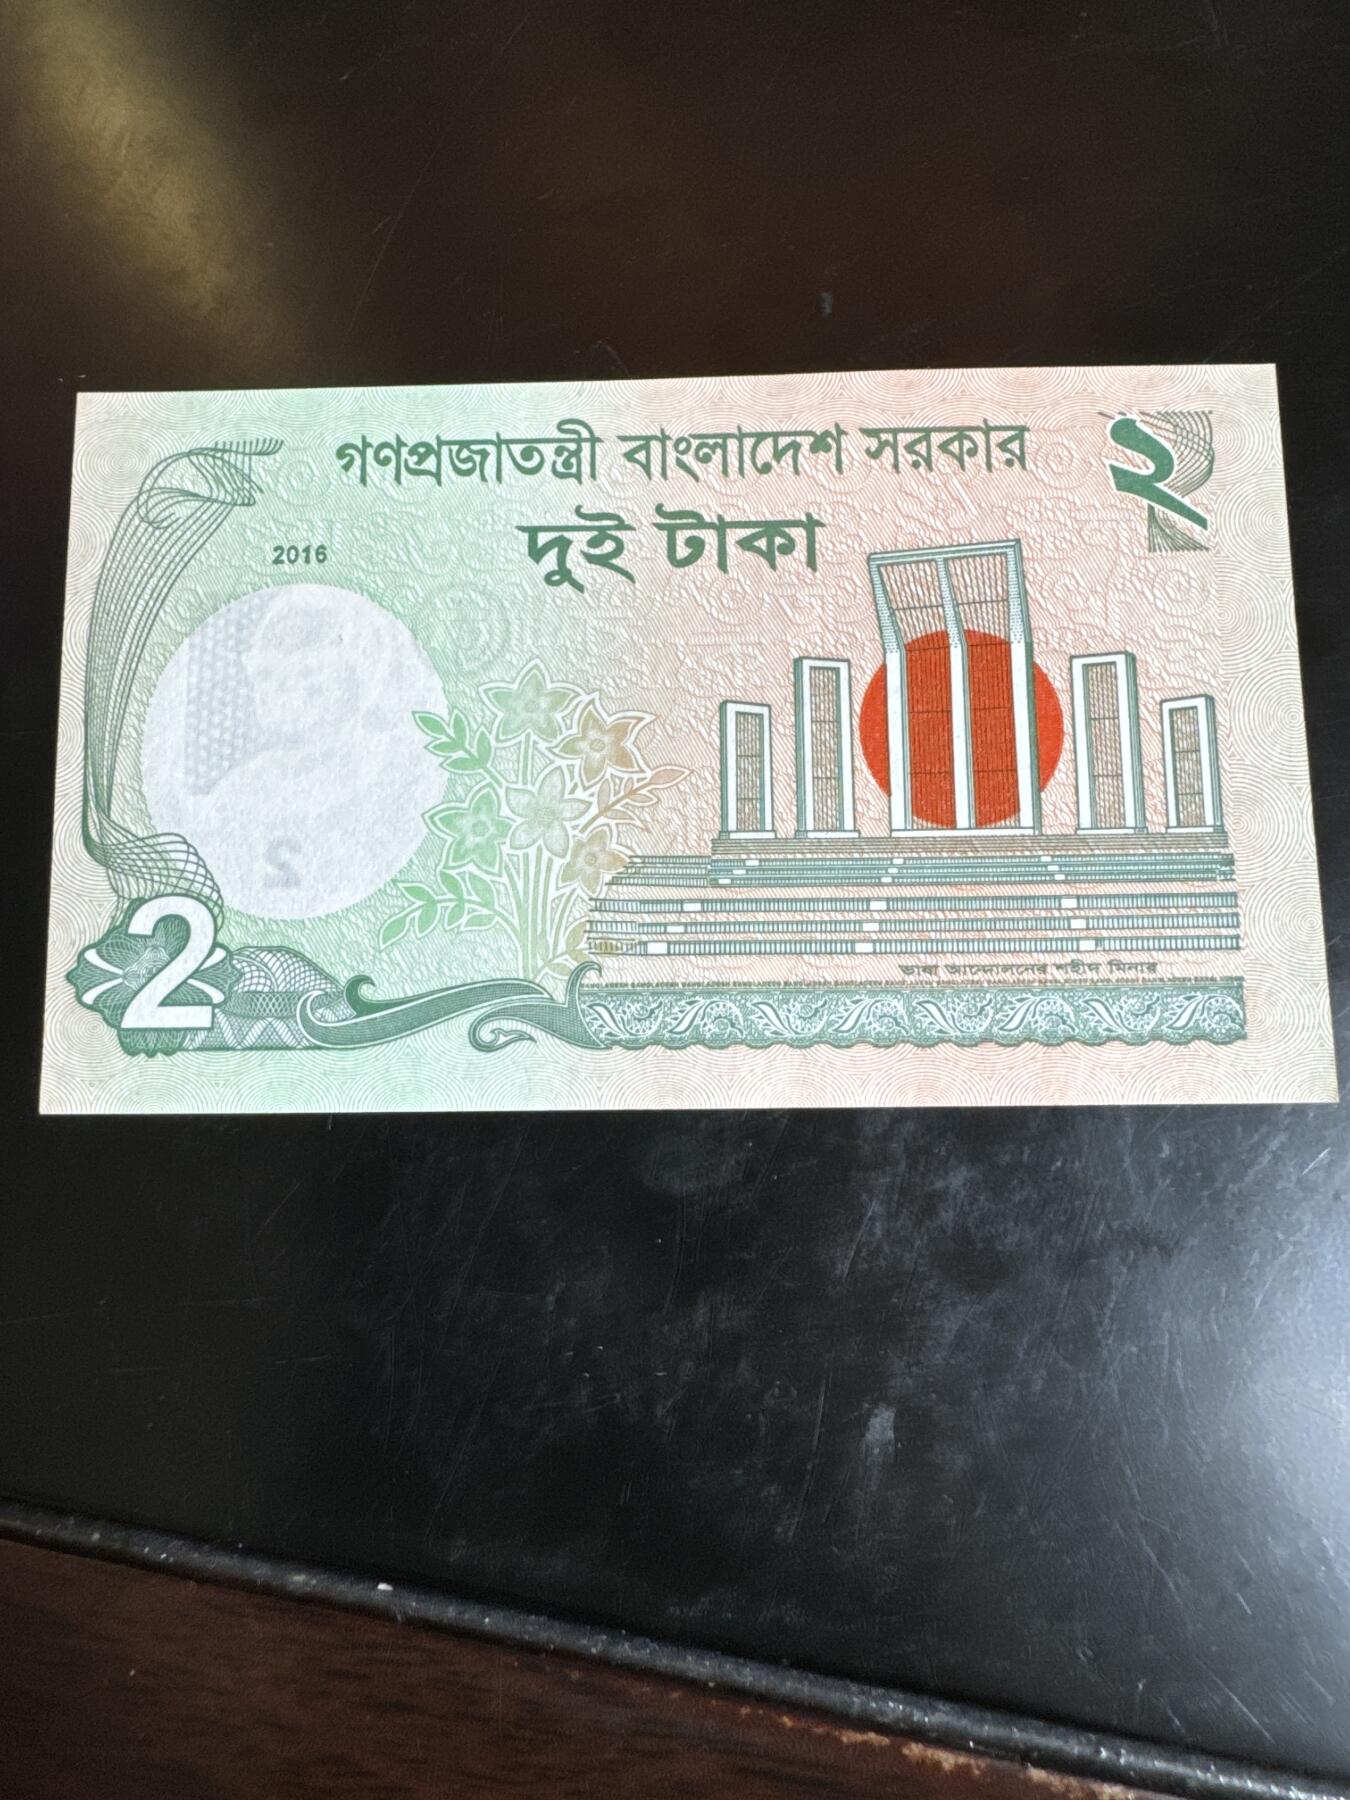 গণপ্রজাতন্ত্রী বাংলাদেশ সরকার
২
দুই টাকা
2016
2
ভাষা আন্দোলনের শহীদ মিনার